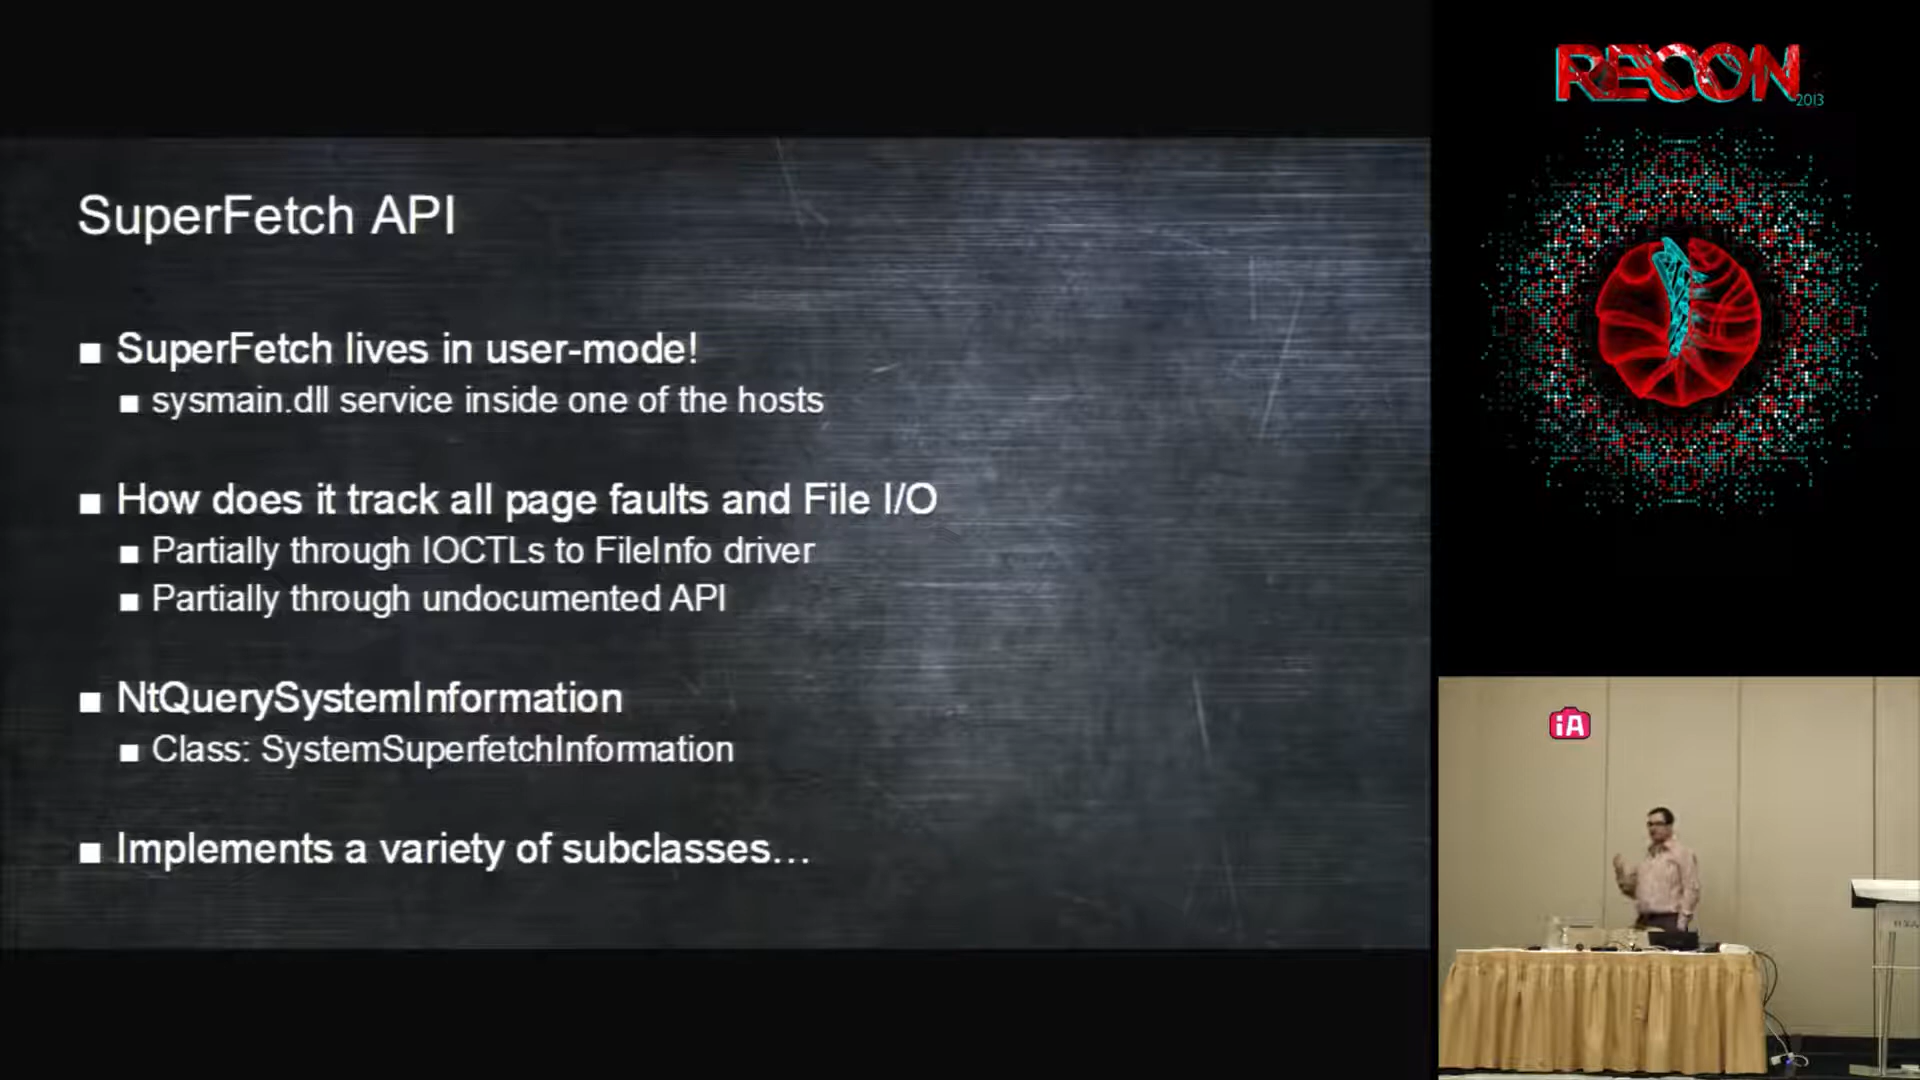 RECON
2013
SuperFetch API
SuperFetch lives in user-mode!
sysmain.dll service inside one of the hosts
How does it track all page faults and File I/O
Partially through IOCTLs to FileInfo driver
Partially through undocumented API
NtQuerySystemInformation
Class: SystemSuperfetchInformation
Implements a variety of subclasses...
iA